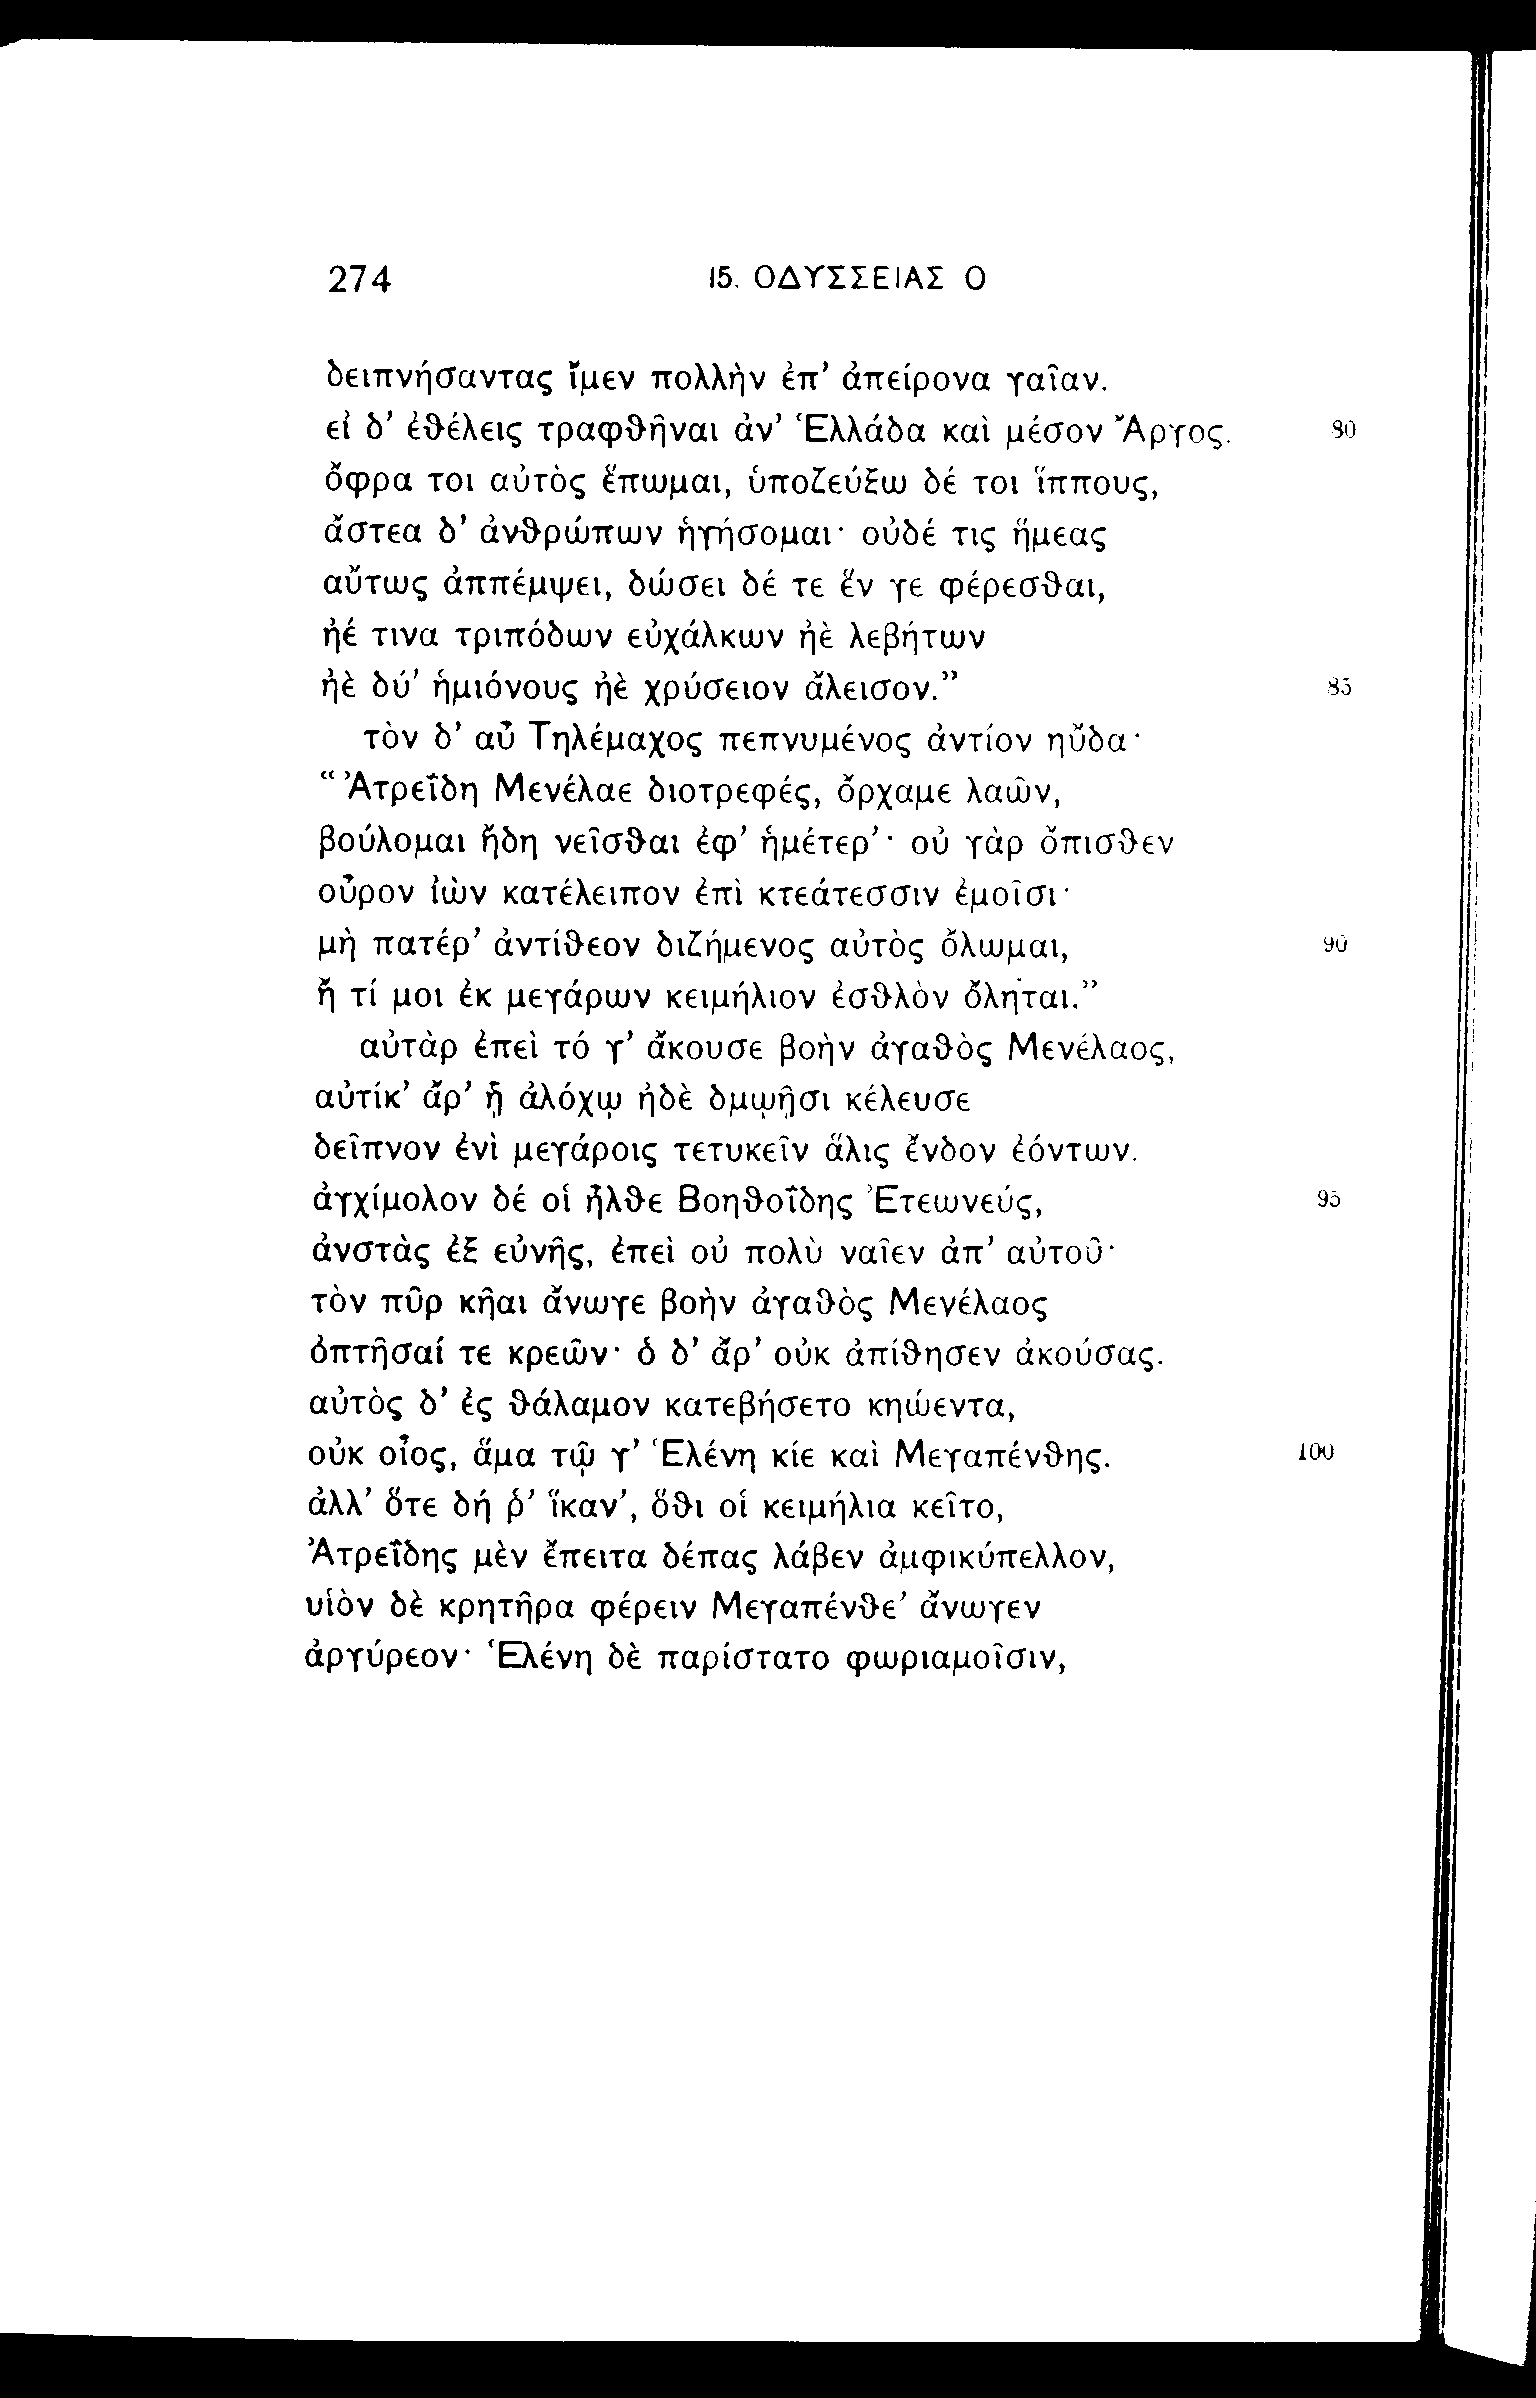 274 15. ΟΔΥΣΣΕΙΑΣ Ο
δειπνήσαντας ἴμεν πολλὴν ἐπ’ ἀπείρονα γαῖαν.
εἰ δ’ ἐθέλεις τραφθῆναι ἀν’ Ἑλλάδα καὶ μέσον Ἄργος. 80
ὄφρα τοι αὐτὸς ἕπωμαι, ὑποζεύξω δέ τοι ἵππους,
ἄστεα δ’ ἀνθρώπων ἡγήσομαι· οὐδέ τις ἥμεας
αὔτως ἀππέμψει, δώσει δέ τε ἕν γε φέρεσθαι,
ἠέ τινα τριπόδων εὐχάλκων ἠὲ λεβήτων
ἠὲ δύ’ ἡμιόνους ἠὲ χρύσειον ἄλεισον.” 85
τὸν δ’ αὖ Τηλέμαχος πεπνυμένος ἀντίον ηὔδα·
“Ἀτρεΐδη Μενέλαε διοτρεφές, ὄρχαμε λαῶν,
βούλομαι ἤδη νεῖσθαι ἐφ’ ἡμέτερ’· οὐ γὰρ ὄπισθεν
οὖρον ἰὼν κατέλειπον ἐπὶ κτεάτεσσιν ἐμοῖσι·
μὴ πατέρ’ ἀντίθεον διζήμενος αὐτὸς ὄλωμαι, 90
ἤ τί μοι ἐκ μεγάρων κειμήλιον ἐσθλὸν ὄληται.”
αὐτὰρ ἐπεὶ τό γ’ ἄκουσε βοὴν ἀγαθὸς Μενέλαος,
αὐτίκ’ ἄρ’ ᾗ ἀλόχῳ ἠδὲ δμῳῇσι κέλευσε
δεῖπνον ἐνὶ μεγάροις τετυκεῖν ἅλις ἔνδον ἐόντων.
ἀγχίμολον δέ οἱ ἦλθε Βοηθοΐδης Ἐτεωνεύς, 95
ἀνστὰς ἐξ εὐνῆς, ἐπεὶ οὐ πολὺ ναῖεν ἀπ’ αὐτοῦ·
τὸν πῦρ κῆαι ἄνωγε βοὴν ἀγαθὸς Μενέλαος
ὀπτῆσαί τε κρεῶν· ὁ δ’ ἄρ’ οὐκ ἀπίθησεν ἀκούσας.
αὐτὸς δ’ ἐς θάλαμον κατεβήσετο κηώεντα,
οὐκ οἶος, ἅμα τῷ γ’ Ἑλένη κίε καὶ Μεγαπένθης. 100
ἀλλ’ ὅτε δή ῥ’ ἵκαν’, ὅθι οἱ κειμήλια κεῖτο,
Ἀτρεΐδης μὲν ἔπειτα δέπας λάβεν ἀμφικύπελλον,
υἱὸν δὲ κρητῆρα φέρειν Μεγαπένθε’ ἄνωγεν
ἀργύρεον· Ἑλένη δὲ παρίστατο φωριαμοῖσιν,